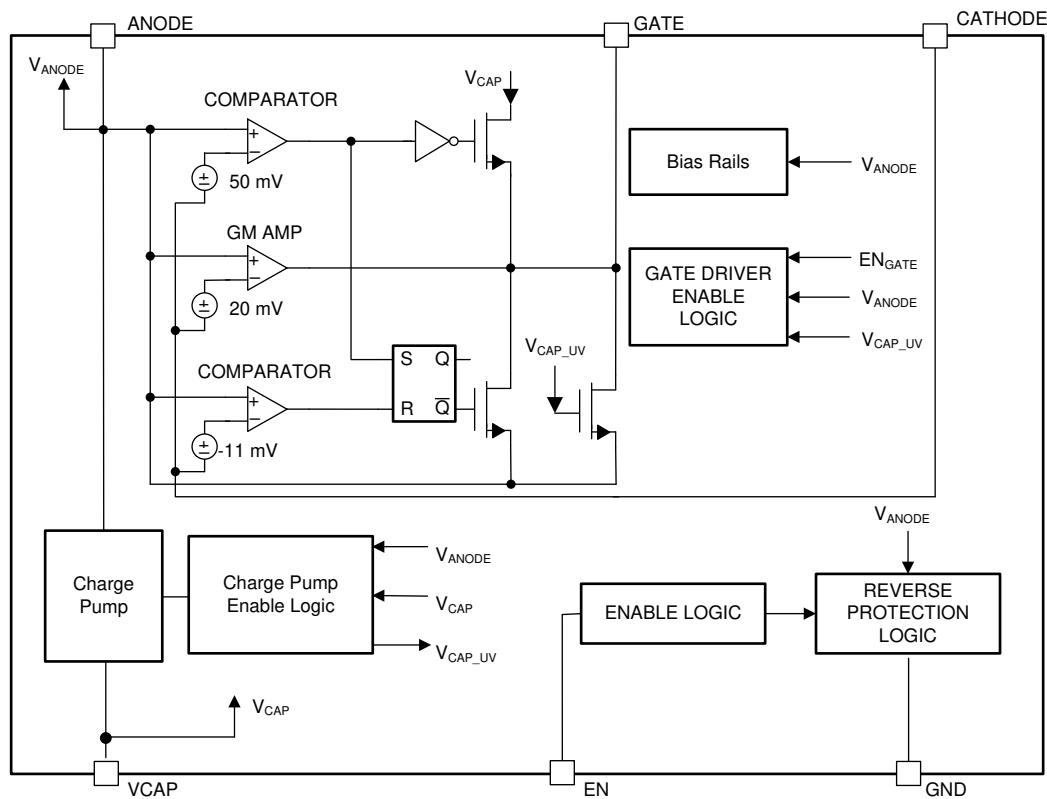 ANODE
GATE
CATHODE
VANODE
COMPARATOR
VCAP
+
−
50 mV
Bias Rails
VANODE
GM AMP
+
−
20 mV
GATE DRIVER
ENABLE
LOGIC
ENGATE
VANODE
VCAP_UV
VCAP_UV
COMPARATOR
+
−
-11 mV
S Q
R Q̅
VANODE
Charge
Pump
Charge Pump
Enable Logic
VANODE
VCAP
VCAP_UV
ENABLE LOGIC
REVERSE
PROTECTION
LOGIC
VCAP
VCAP
EN
GND